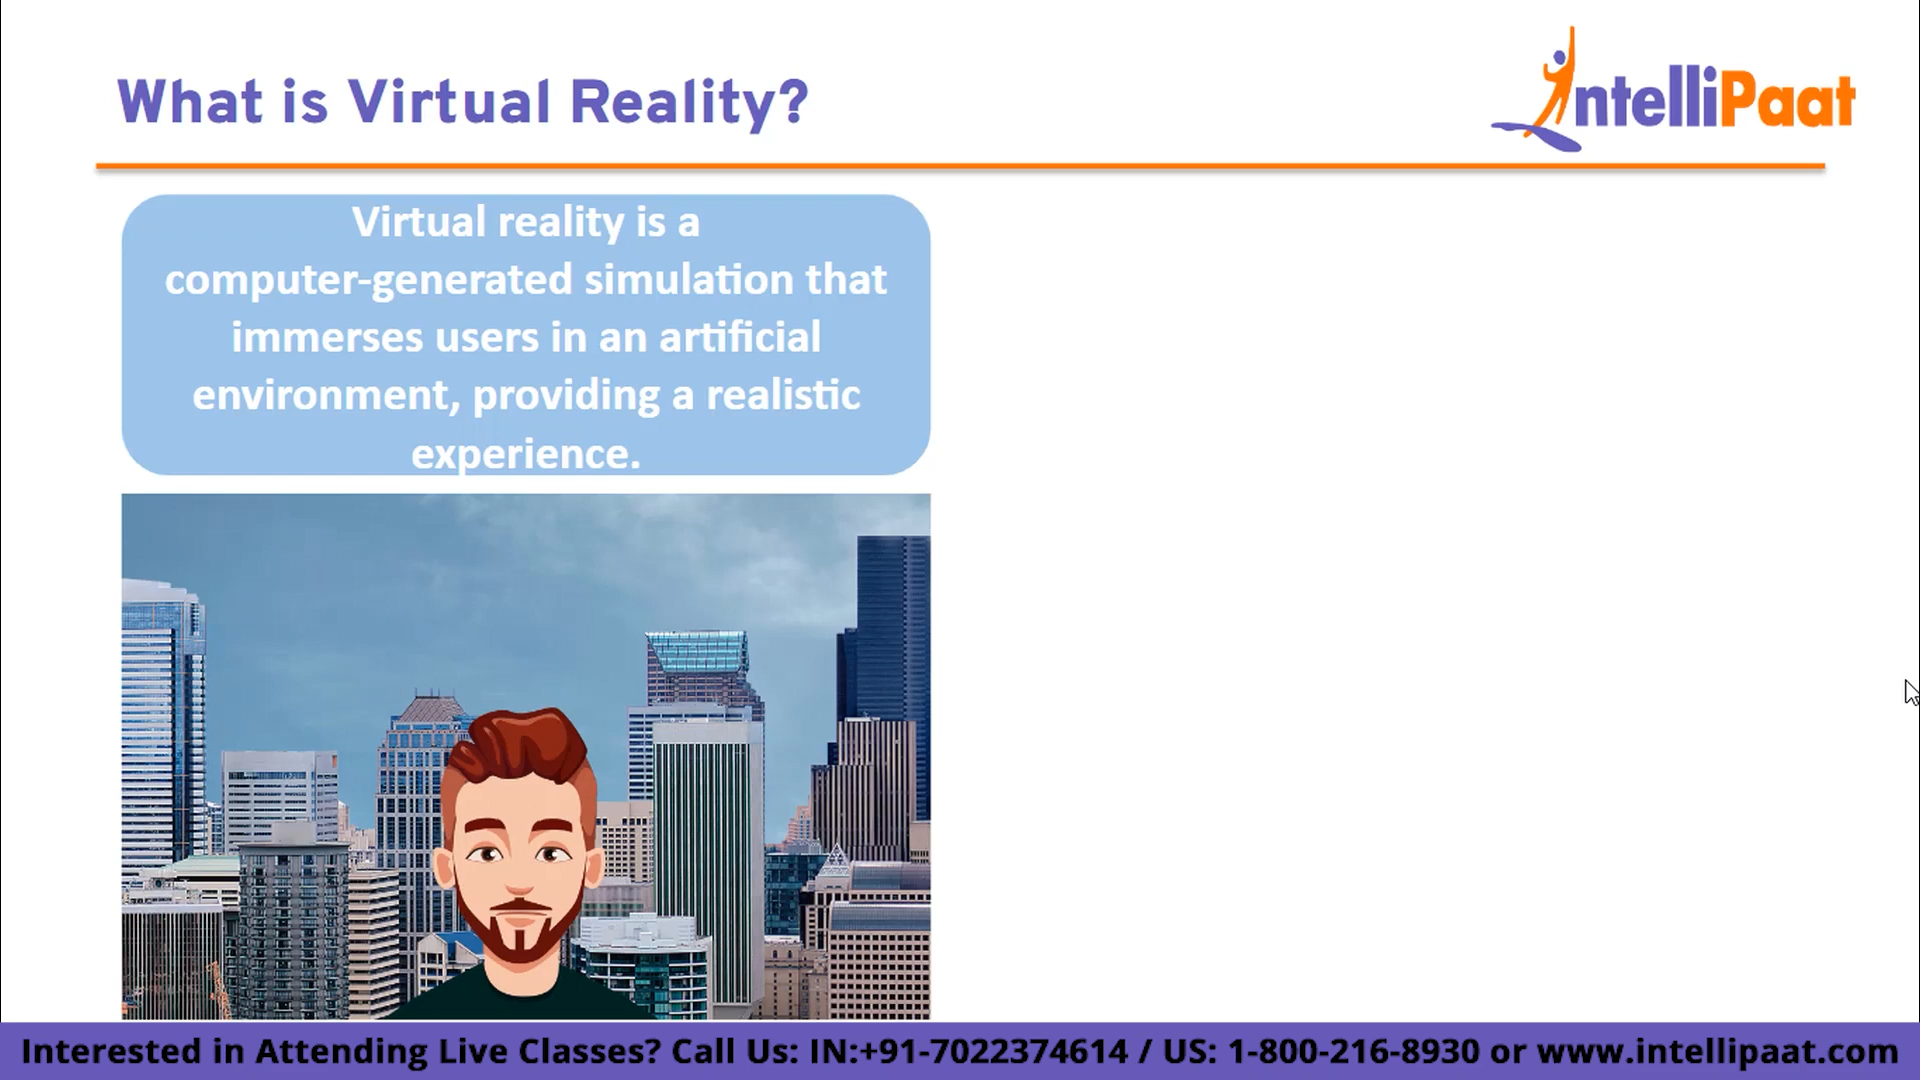 What is Virtual Reality?
IntelliPaat
Virtual reality is a
computer-generated simulation that
immerses users in an artificial
environment, providing a realistic
experience.
Interested in Attending Live Classes? Call Us: IN:+91-7022374614 / US: 1-800-216-8930 or www.intellipaat.com